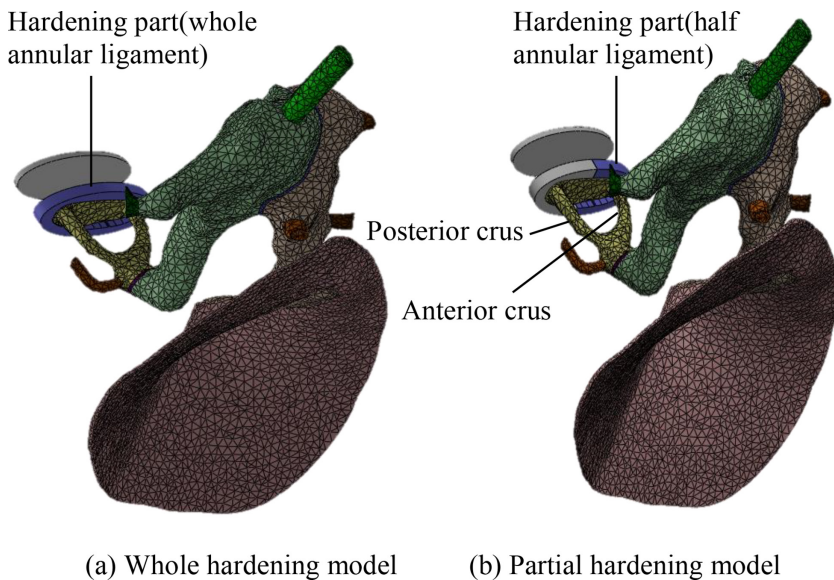 Hardening part(whole
annular ligament)
Hardening part(half
annular ligament)
Posterior crus
Anterior crus
(a) Whole hardening model
(b) Partial hardening model